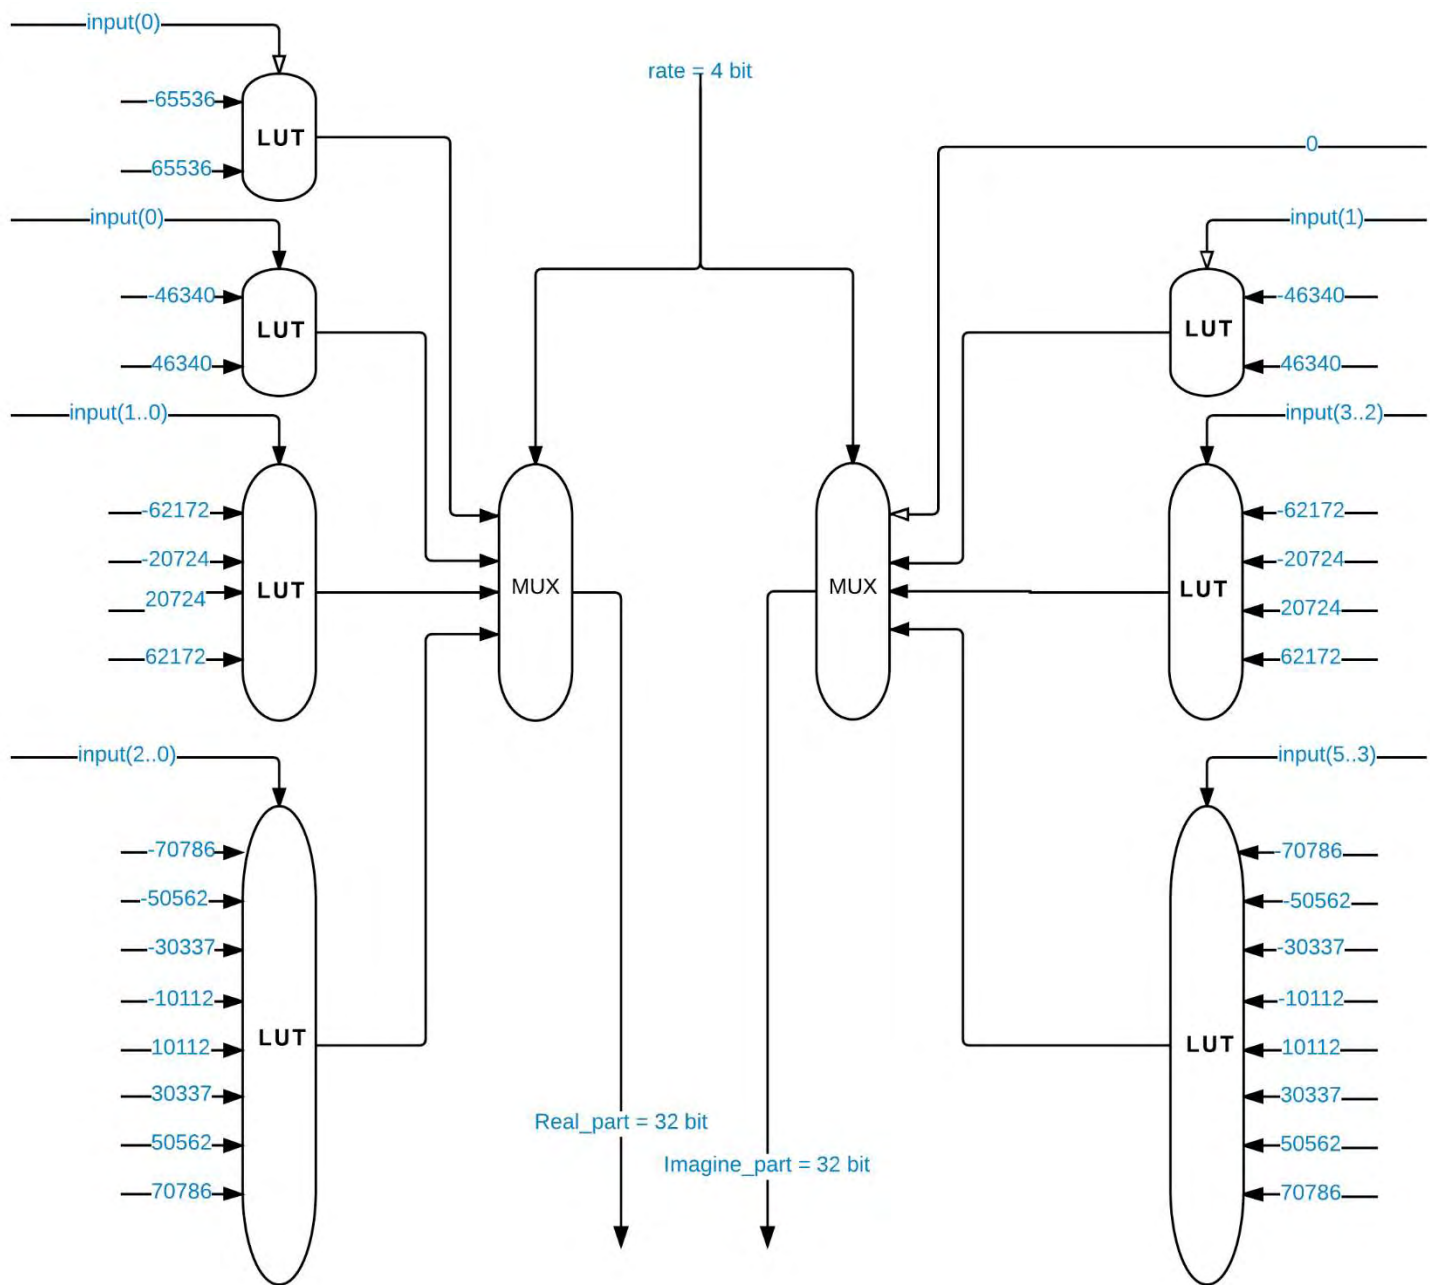 input(0)
-65536
LUT
65536
input(0)
-46340
LUT
46340
input(1..0)
-62172
-20724
20724
LUT
62172
input(2..0)
-70786
-50562
-30337
-10112
LUT
10112
30337
50562
70786
rate = 4 bit
MUX
MUX
Real_part = 32 bit
Imagine_part = 32 bit
0
input(1)
-46340
LUT
46340
input(3..2)
-62172
-20724
LUT
20724
62172
input(5..3)
-70786
-50562
-30337
-10112
LUT
10112
30337
50562
70786